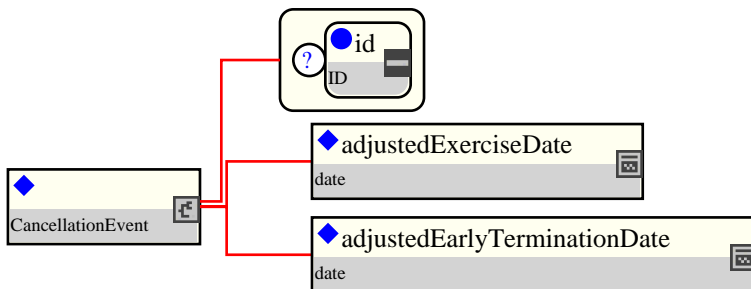 id
?
ID
adjustedExerciseDate
date
CancellationEvent
adjustedEarlyTerminationDate
date